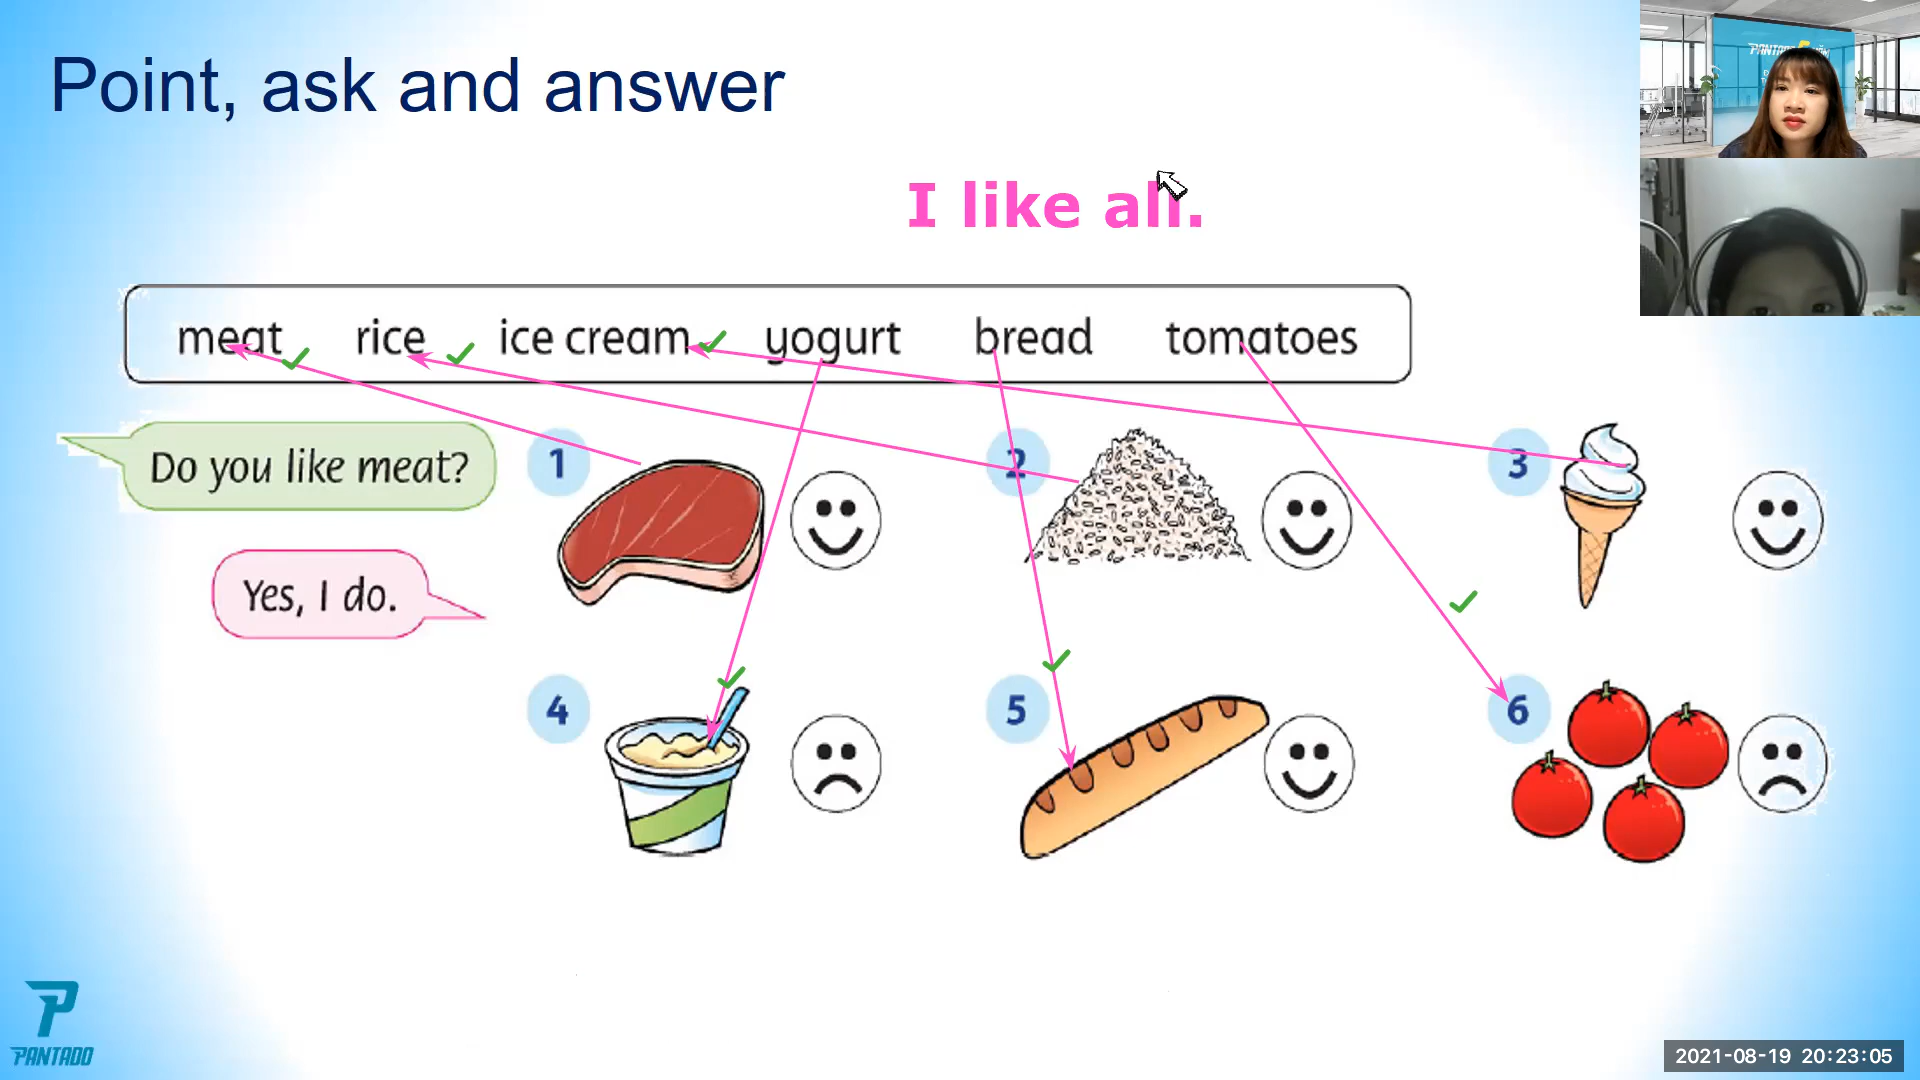 Point, ask and answer
I like all.
meat rice ice cream yogurt bread tomatoes
Do you like meat?
Yes, I do.
1
2
3
4
5
6
PANTADO
2021-08-19 20:23:05